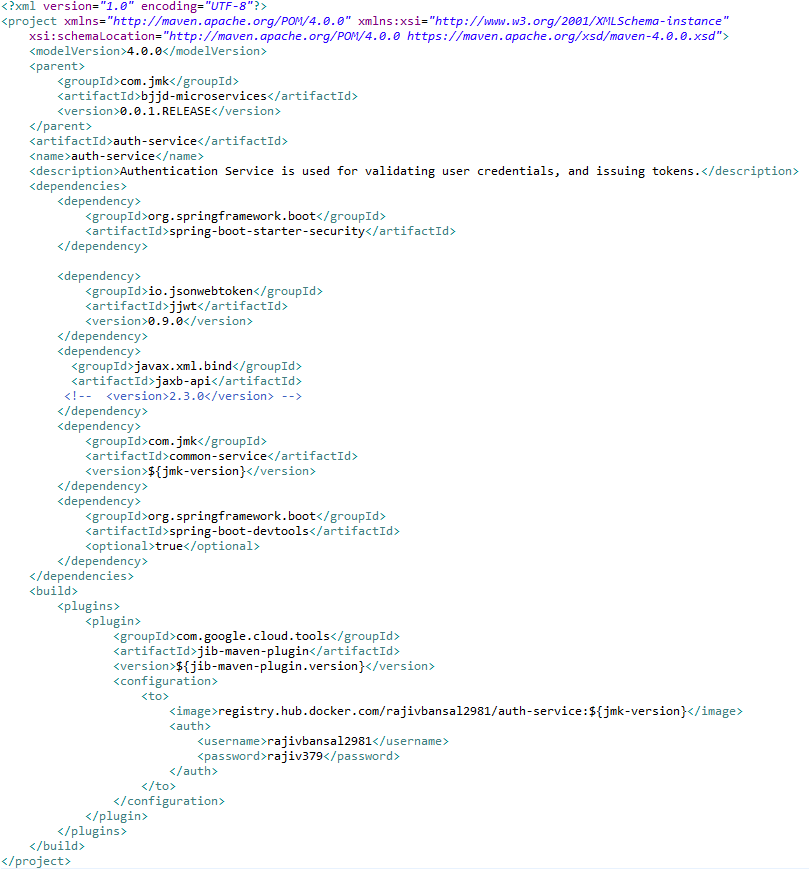 <?xml version="1.0" encoding="UTF-8"?>
<project xmlns="http://maven.apache.org/POM/4.0.0" xmlns:xsi="http://www.w3.org/2001/XMLSchema-instance"
    xsi:schemaLocation="http://maven.apache.org/POM/4.0.0 https://maven.apache.org/xsd/maven-4.0.0.xsd">
    <modelVersion>4.0.0</modelVersion>
    <parent>
        <groupId>com.jmk</groupId>
        <artifactId>bjjd-microservices</artifactId>
        <version>0.0.1.RELEASE</version>
    </parent>
    <artifactId>auth-service</artifactId>
    <name>auth-service</name>
    <description>Authentication Service is used for validating user credentials, and issuing tokens.</description>
    <dependencies>
        <dependency>
            <groupId>org.springframework.boot</groupId>
            <artifactId>spring-boot-starter-security</artifactId>
        </dependency>

        <dependency>
            <groupId>io.jsonwebtoken</groupId>
            <artifactId>jjwt</artifactId>
            <version>0.9.0</version>
        </dependency>
        <dependency>
          <groupId>javax.xml.bind</groupId>
          <artifactId>jaxb-api</artifactId>
         <!--  <version>2.3.0</version> -->
        </dependency>
        <dependency>
            <groupId>com.jmk</groupId>
            <artifactId>common-service</artifactId>
            <version>${jmk-version}</version>
        </dependency>
        <dependency>
            <groupId>org.springframework.boot</groupId>
            <artifactId>spring-boot-devtools</artifactId>
            <optional>true</optional>
        </dependency>
    </dependencies>
    <build>
        <plugins>
            <plugin>
                <groupId>com.google.cloud.tools</groupId>
                <artifactId>jib-maven-plugin</artifactId>
                <version>${jib-maven-plugin.version}</version>
                <configuration>
                    <to>
                        <image>registry.hub.docker.com/rajivbansal2981/auth-service:${jmk-version}</image>
                        <auth>
                            <username>rajivbansal2981</username>
                            <password>rajiv379</password>
                        </auth>
                    </to>
                </configuration>
            </plugin>
        </plugins>
    </build>
</project>